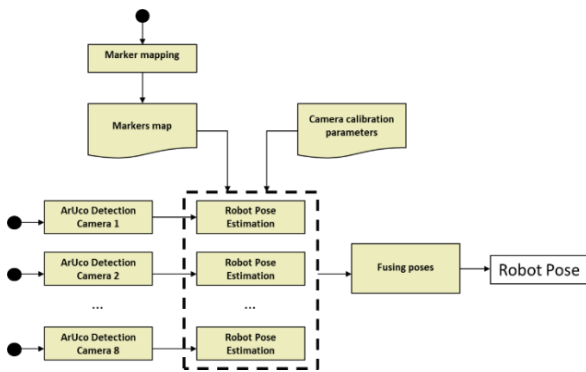 Marker mapping
Markers map
Camera calibration
parameters
ArUco Detection
Camera 1
Robot Pose
Estimation
ArUco Detection
Camera 2
Robot Pose
Estimation
Fusing poses
Robot Pose
...
...
ArUco Detection
Camera 8
Robot Pose
Estimation